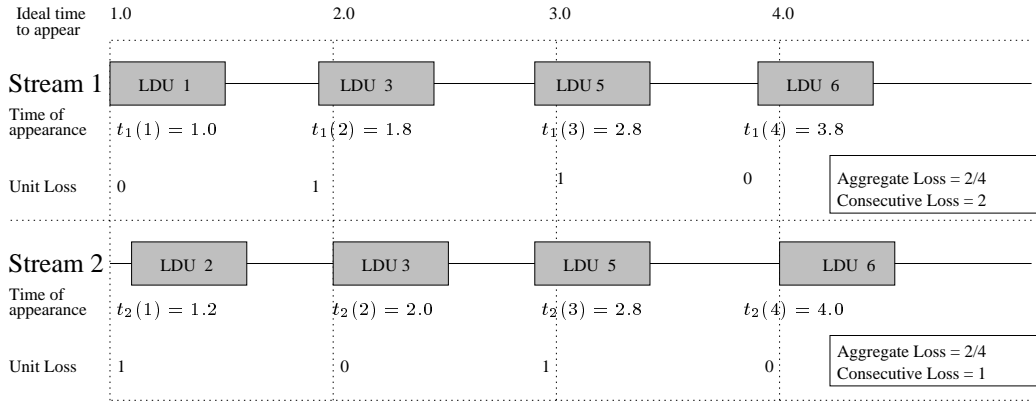 Ideal time to appear 1.0 2.0 3.0 4.0
Stream 1 LDU 1 LDU 3 LDU 5 LDU 6
Time of appearance t₁(1) = 1.0 t₁(2) = 1.8 t₁(3) = 2.8 t₁(4) = 3.8
Unit Loss 0 1 1 0
Aggregate Loss = 2/4
Consecutive Loss = 2
Stream 2 LDU 2 LDU 3 LDU 5 LDU 6
Time of appearance t₂(1) = 1.2 t₂(2) = 2.0 t₂(3) = 2.8 t₂(4) = 4.0
Unit Loss 1 0 1 0
Aggregate Loss = 2/4
Consecutive Loss = 1